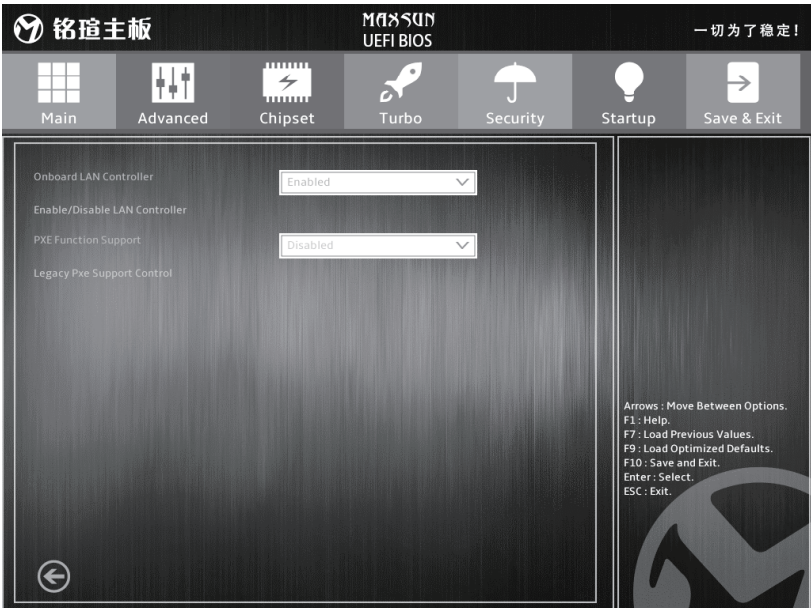 铭瑄主板
MAXSUN
UEFI BIOS
一切为了稳定!
Main
Advanced
Chipset
Turbo
Security
Startup
Save & Exit
Onboard LAN Controller
Enabled
Enable/Disable LAN Controller
PXE Function Support
Disabled
Legacy Pxe Support Control
Arrows : Move Between Options.
F1 : Help.
F7 : Load Previous Values.
F9 : Load Optimized Defaults.
F10 : Save and Exit.
Enter : Select.
ESC : Exit.